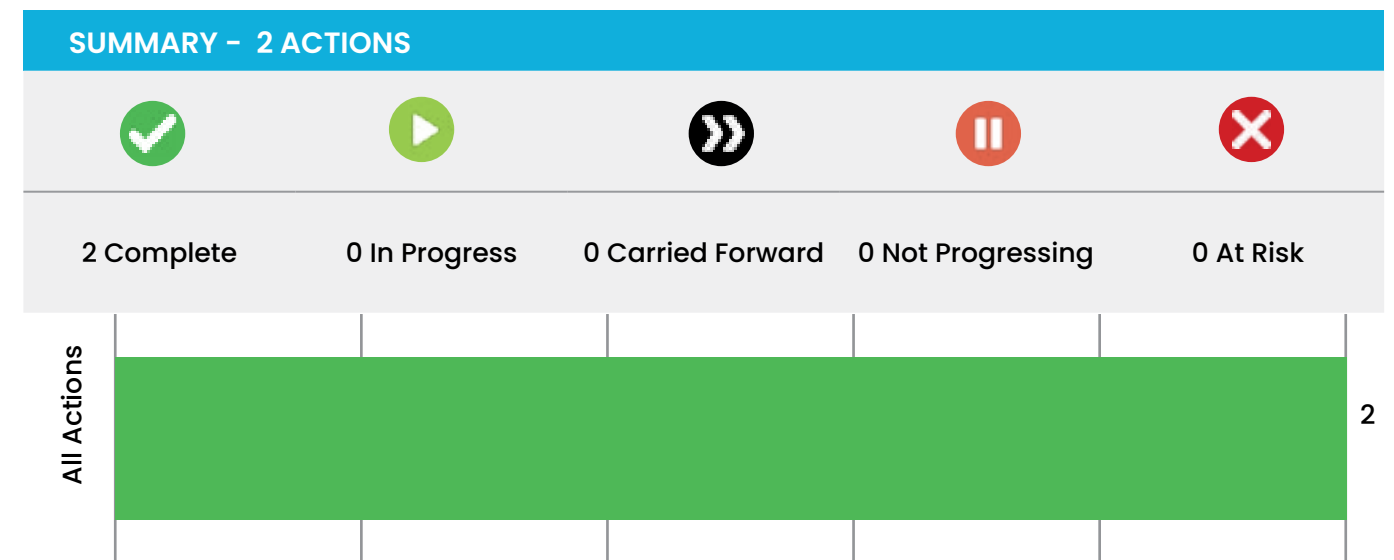 SUMMARY - 2 ACTIONS
2 Complete
0 In Progress
0 Carried Forward
0 Not Progressing
0 At Risk
All Actions
2